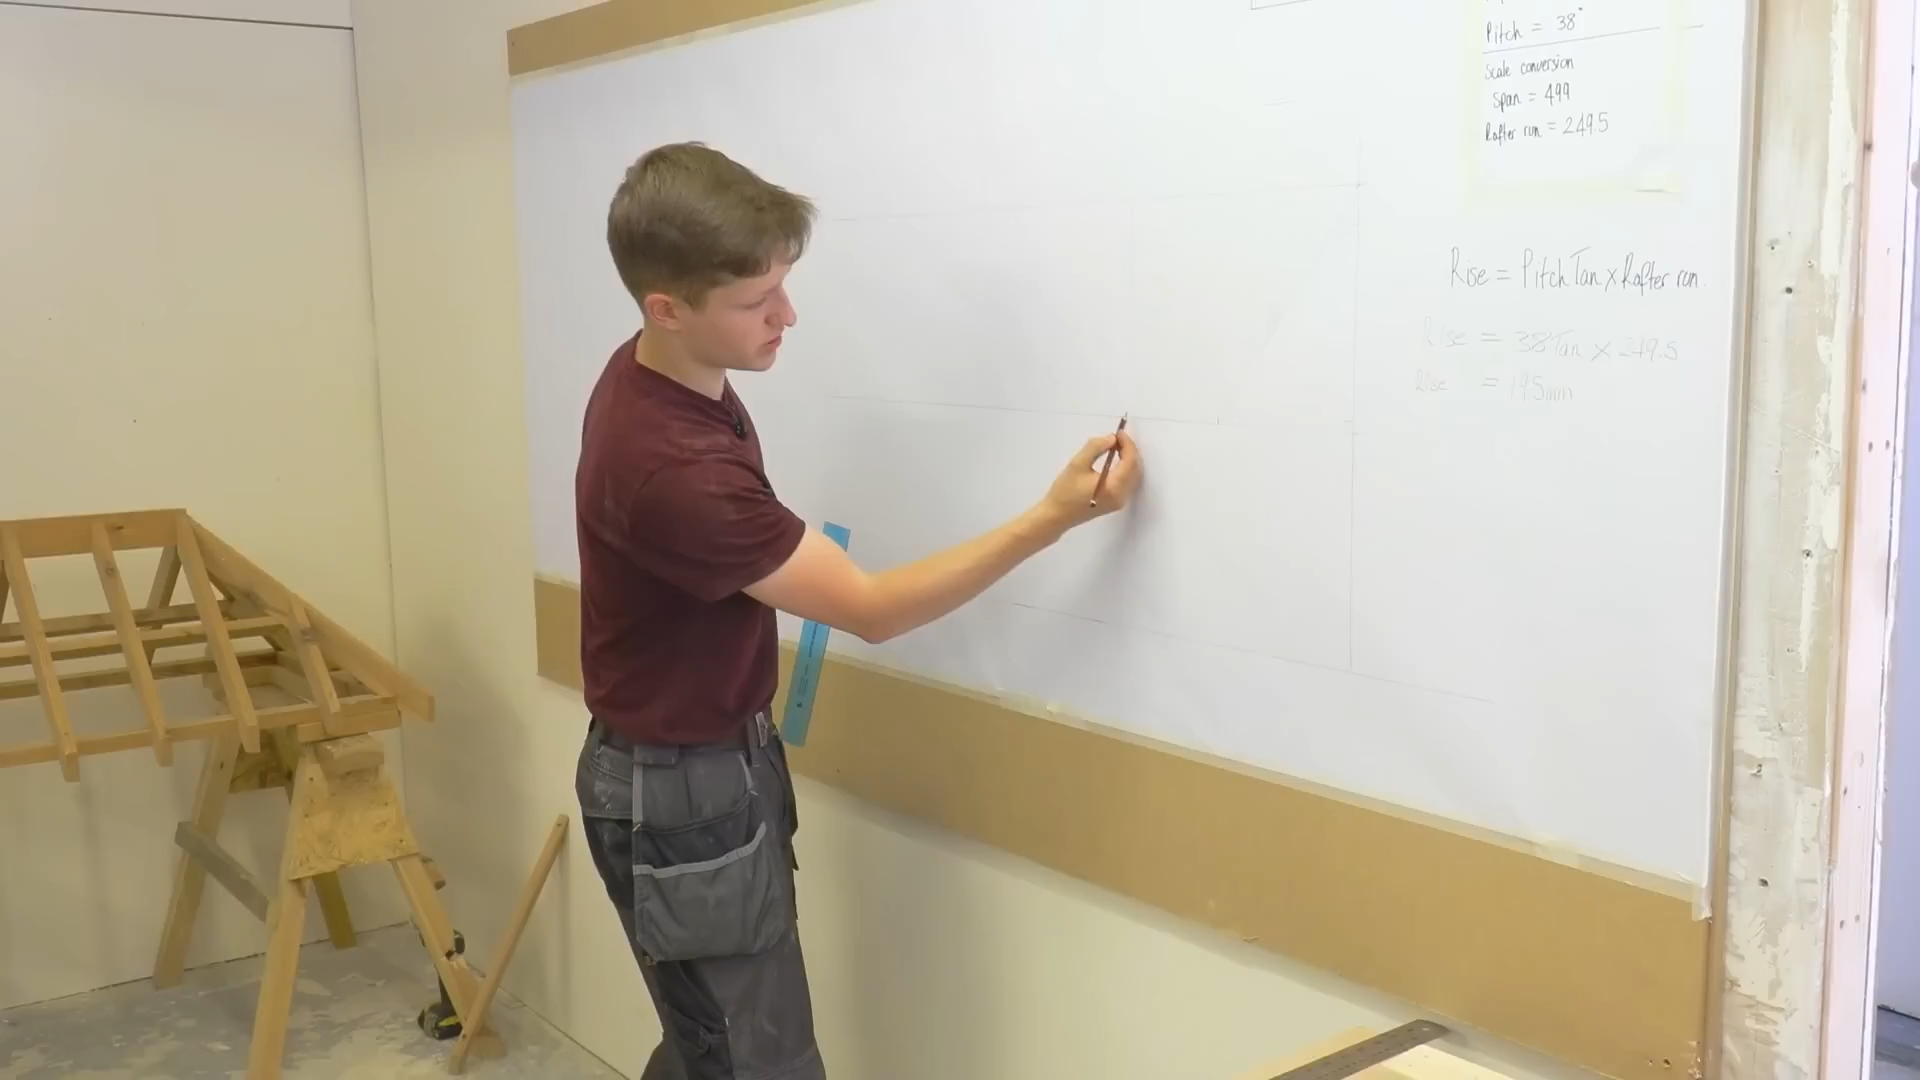 Pitch = 38°
Scale conversion
Span = 499
Rafter run = 249.5
Rise = Pitch Tan x Rafter run.
Rise = 38 Tan x 249.5
Rise = 195mm